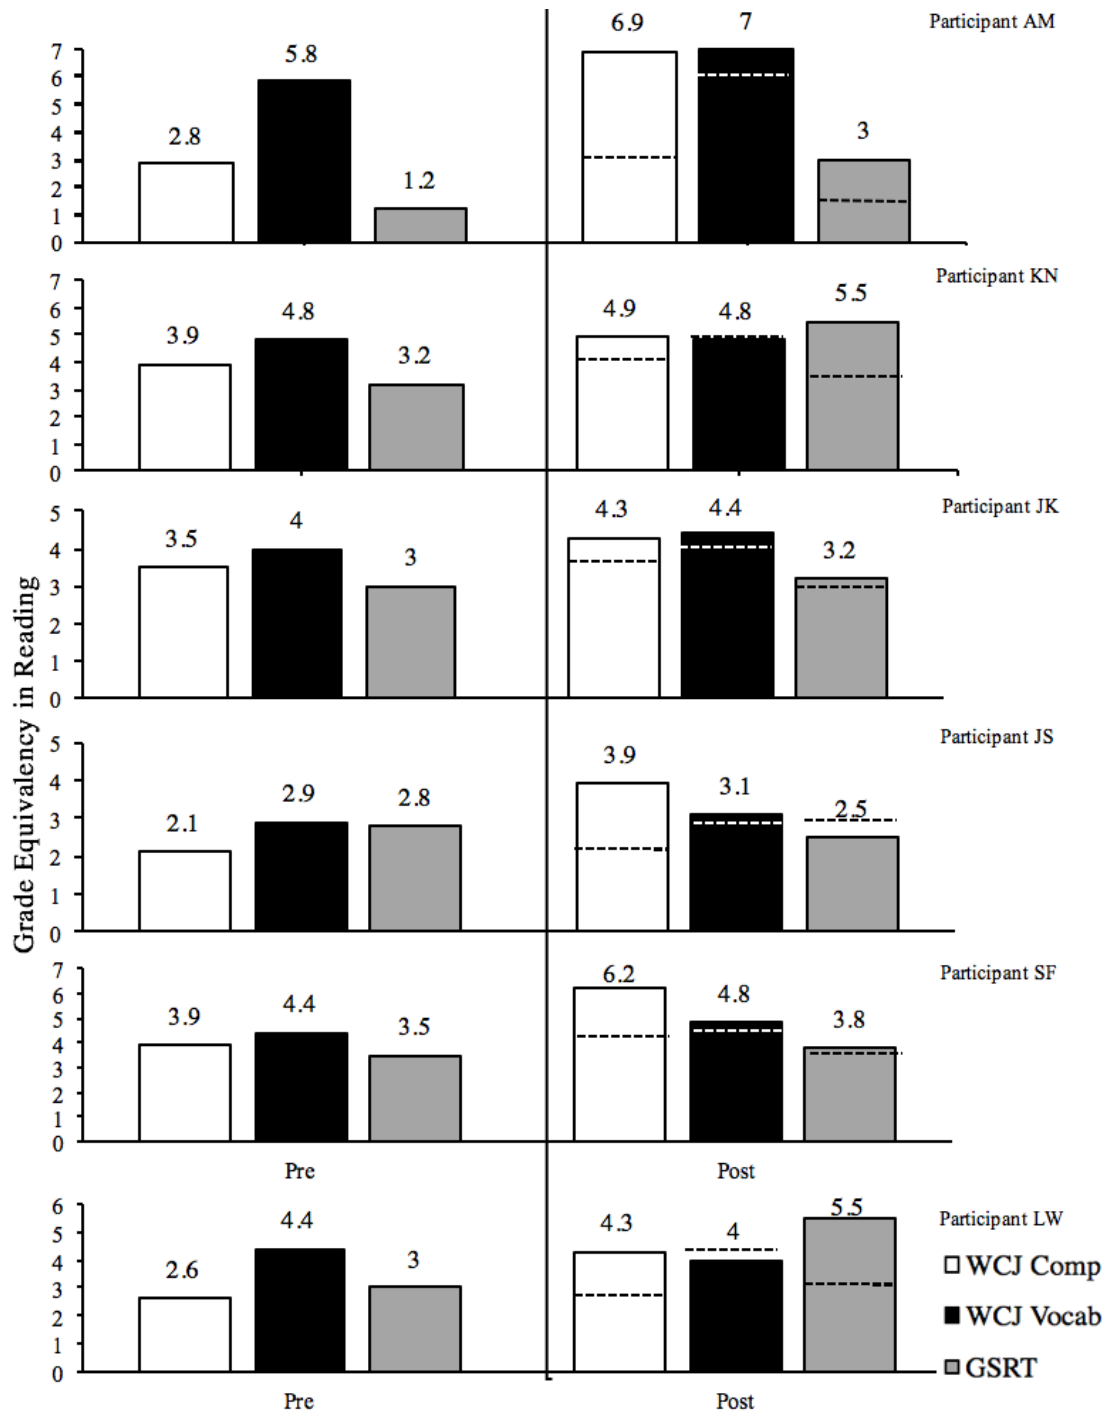 Participant AM
6.9 7
7 5.8
6
5
4 2.8 3
3
2 1.2
1
0
Participant KN
7 5.5
6 4.8 4.9 4.8
5 3.9
4 3.2
3
2
1
0
Participant JK
5 4 4.3 4.4
4 3.5 3 3.2
3
2
1
0
Grade Equivalency in Reading
Participant JS
5 3.9
4 2.9 2.8 3.1
3 2.1 2.5
2
1
0
Participant SF
7 6.2
6 4.4 4.8
5 3.9 3.5 3.8
4
3
2
1
0
Pre Post
6 5.5
Participant LW
5 4.4 4.3 4
4 2.6 3
3
2
1
0
WCJ Comp
WCJ Vocab
GSRT
Pre Post